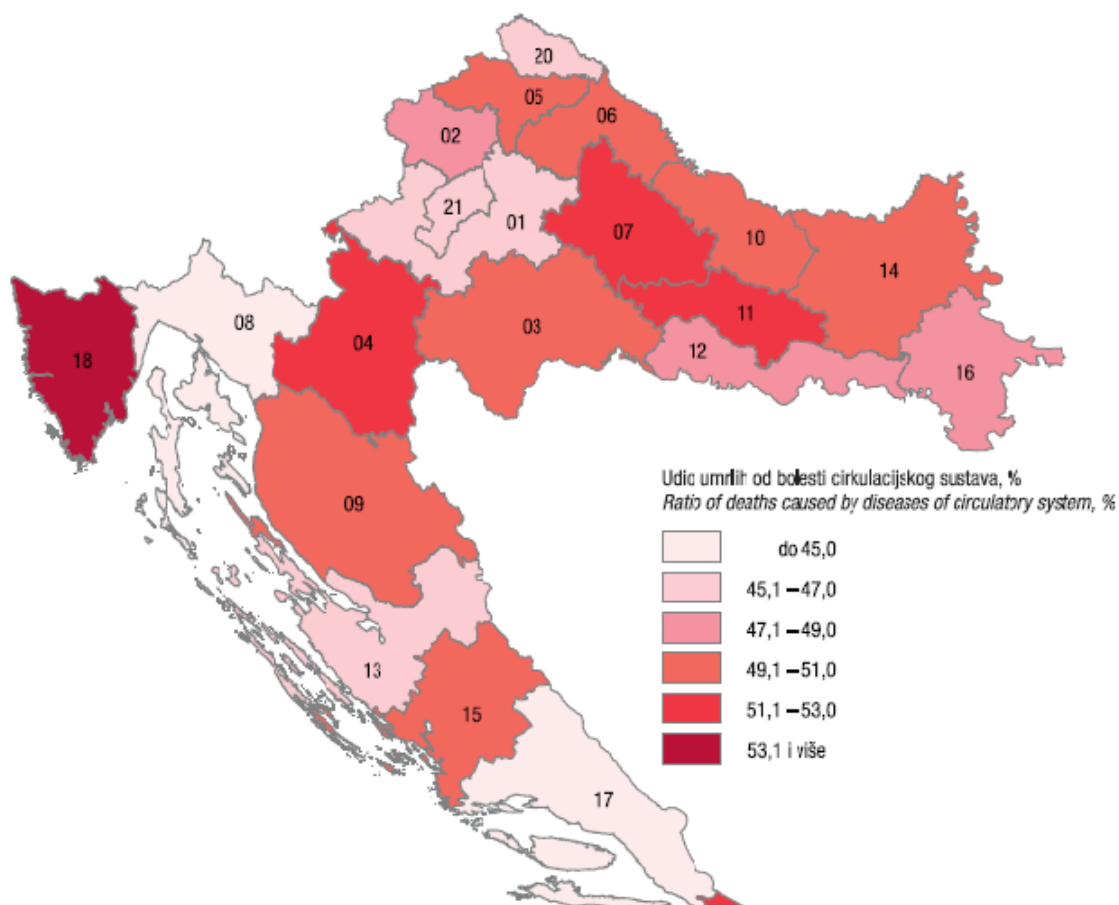 20
05
06
02
21
01
07
10
14
08
03
11
18
04
12
16
09
13
15
17
Udio umrlih od bolesti cirkulacijskog sustava, %
Ratio of deaths caused by diseases of circulatory system, %
do 45,0
45,1 – 47,0
47,1 – 49,0
49,1 – 51,0
51,1 – 53,0
53,1 i više